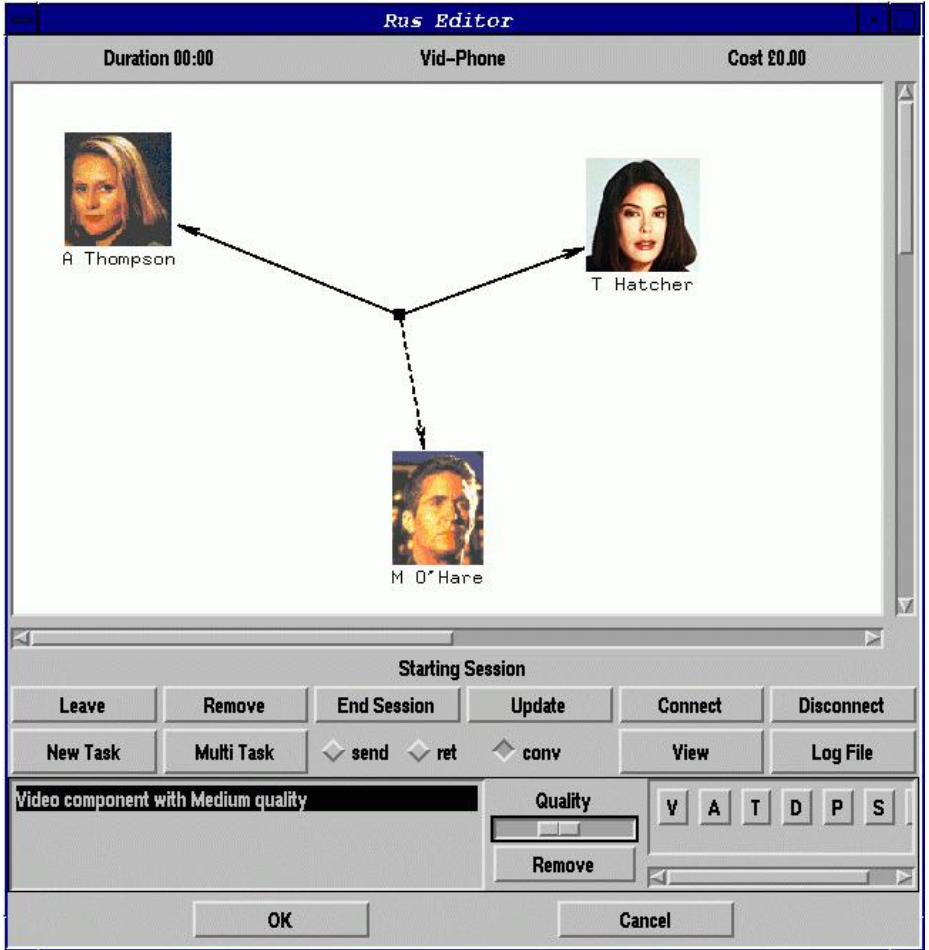 Rus Editor
Duration 00:00 Vid-Phone Cost £0.00
A Thompson
T Hatcher
M O'Hare
Starting Session
Leave Remove End Session Update Connect Disconnect
New Task Multi Task send ret conv View Log File
Video component with Medium quality Quality V A T D P S
Remove
OK Cancel